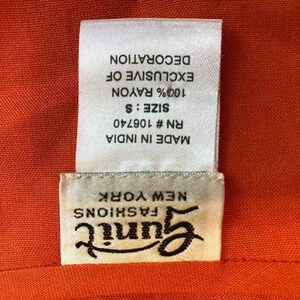 Sunit
FASHIONS
NEW YORK
RN # 106740
MADE IN INDIA
SIZE : S
100% RAYON
EXCLUSIVE OF
DECORATION